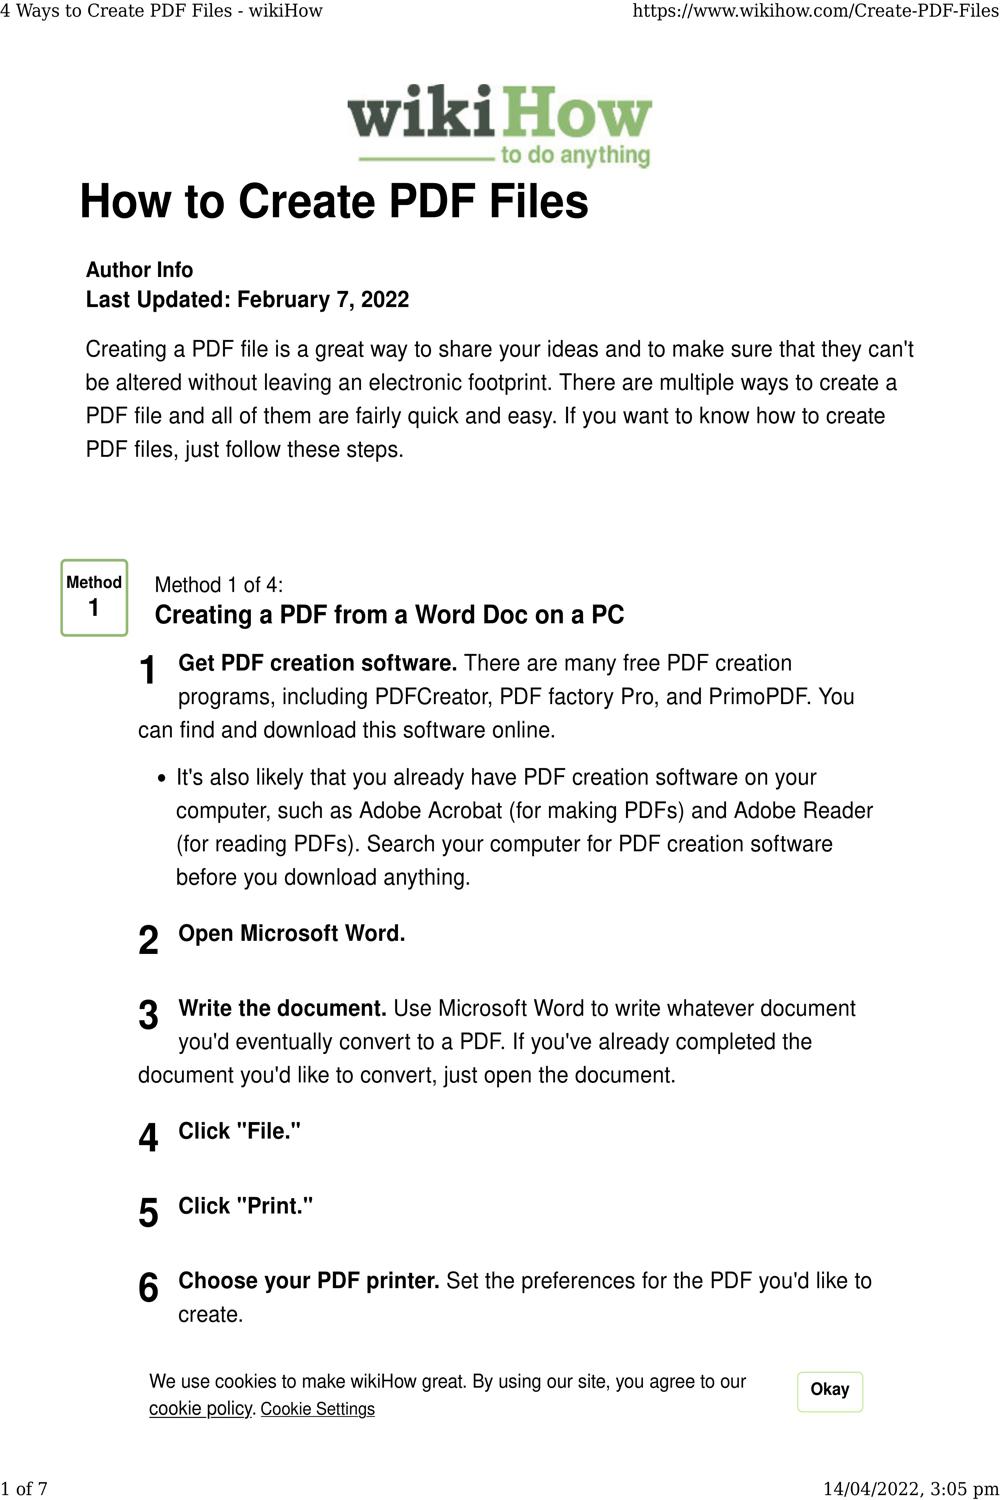 4 Ways to Create PDF Files - wikiHow
https://www.wikihow.com/Create-PDF-Files
wikiHow
to do anything
How to Create PDF Files
Author Info
Last Updated: February 7, 2022
Creating a PDF file is a great way to share your ideas and to make sure that they can't
be altered without leaving an electronic footprint. There are multiple ways to create a
PDF file and all of them are fairly quick and easy. If you want to know how to create
PDF files, just follow these steps.
Method
1
Method 1 of 4:
Creating a PDF from a Word Doc on a PC
1 Get PDF creation software. There are many free PDF creation
programs, including PDFCreator, PDF factory Pro, and PrimoPDF. You
can find and download this software online.
• It's also likely that you already have PDF creation software on your
computer, such as Adobe Acrobat (for making PDFs) and Adobe Reader
(for reading PDFs). Search your computer for PDF creation software
before you download anything.
2 Open Microsoft Word.
3 Write the document. Use Microsoft Word to write whatever document
you'd eventually convert to a PDF. If you've already completed the
document you'd like to convert, just open the document.
4 Click "File."
5 Click "Print."
6 Choose your PDF printer. Set the preferences for the PDF you'd like to
create.
We use cookies to make wikiHow great. By using our site, you agree to our
cookie policy. Cookie Settings
Okay
1 of 7
14/04/2022, 3:05 pm